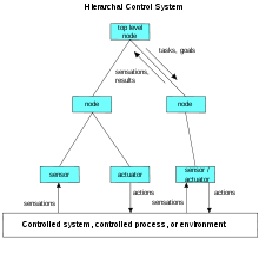 Hierarchal Control System
top level
node
tasks, goals
sensations,
results
node
node
sensor
actuator
sensor /
actuator
sensations
actions
sensations
actions
Controlled system, controlled process, or environment